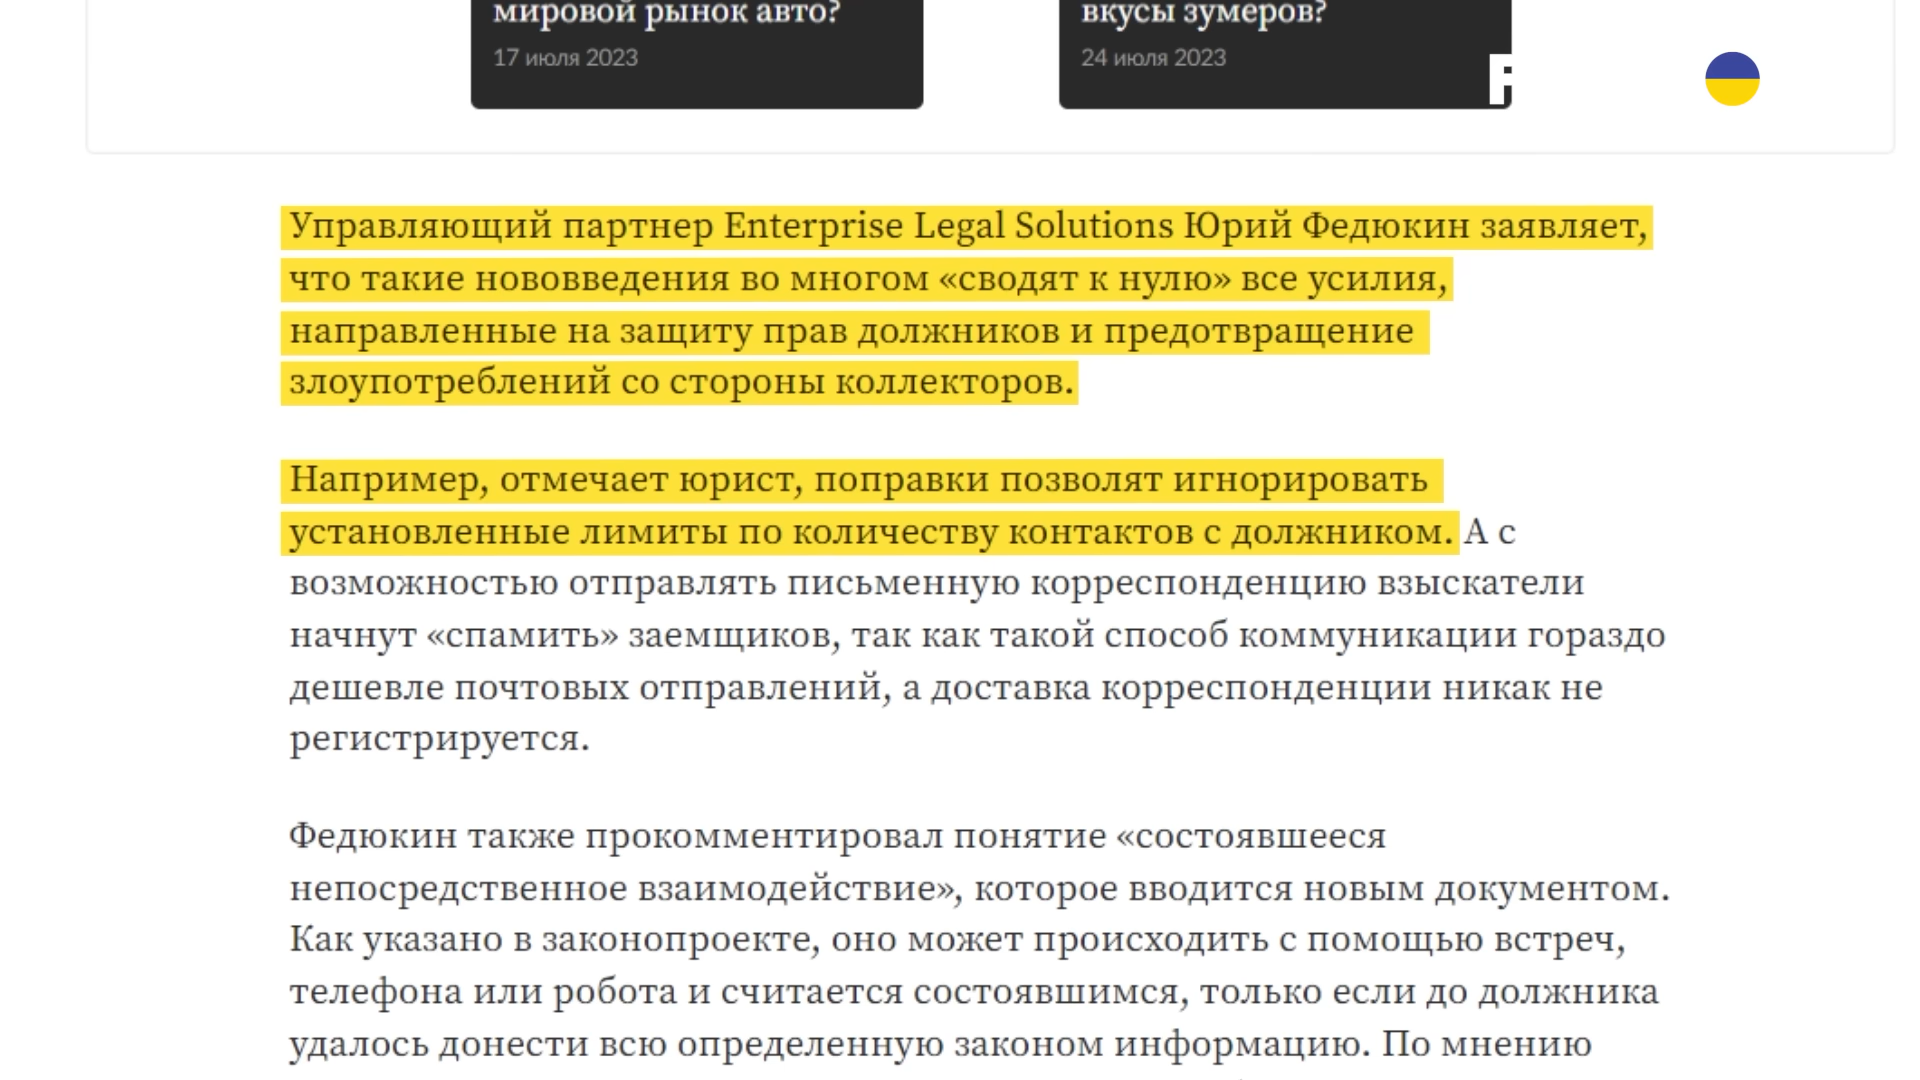 мировой рынок авто?
17 июля 2023
вкусы зумеров?
24 июля 2023
Управляющий партнер Enterprise Legal Solutions Юрий Федюкин заявляет,
что такие нововведения во многом «сводят к нулю» все усилия,
направленные на защиту прав должников и предотвращение
злоупотреблений со стороны коллекторов.
Например, отмечает юрист, поправки позволят игнорировать
установленные лимиты по количеству контактов с должником. А с
возможностью отправлять письменную корреспонденцию взыскатели
начнут «спамить» заемщиков, так как такой способ коммуникации гораздо
дешевле почтовых отправлений, а доставка корреспонденции никак не
регистрируется.
Федюкин также прокомментировал понятие «состоявшееся
непосредственное взаимодействие», которое вводится новым документом.
Как указано в законопроекте, оно может происходить с помощью встреч,
телефона или робота и считается состоявшимся, только если до должника
удалось донести всю определенную законом информацию. По мнению